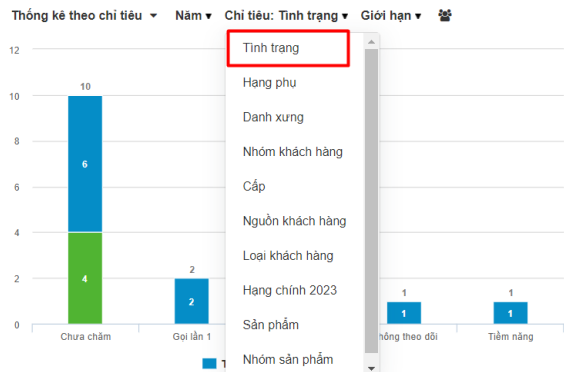 Thống kê theo chỉ tiêu Năm Chỉ tiêu: Tình trạng Giới hạn
Tình trạng
Hạng phụ
Danh xưng
Nhóm khách hàng
Cấp
Nguồn khách hàng
Loại khách hàng
Hạng chính 2023
Sản phẩm
Nhóm sản phẩm
12
10
8
6
4
2
0
10
6
4
2
2
1
1
1
1
Chưa chăm
Gọi lần 1
hông theo dõi
Tiềm năng